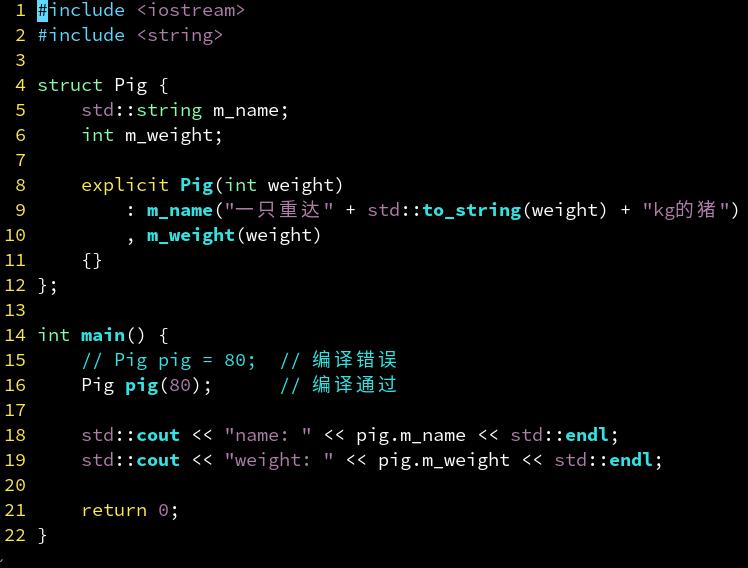 1 #include <iostream>
2 #include <string>
3
4 struct Pig {
5     std::string m_name;
6     int m_weight;
7
8     explicit Pig(int weight)
9         : m_name("一只重达" + std::to_string(weight) + "kg的猪")
10         , m_weight(weight)
11     {}
12 };
13
14 int main() {
15     // Pig pig = 80;  // 编译错误
16     Pig pig(80);      // 编译通过
17
18     std::cout << "name: " << pig.m_name << std::endl;
19     std::cout << "weight: " << pig.m_weight << std::endl;
20
21     return 0;
22 }